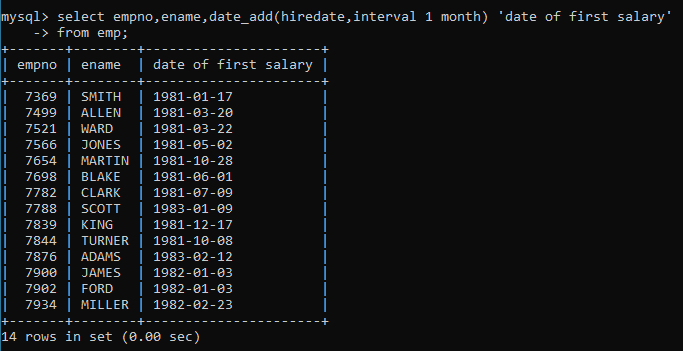 mysql> select empno,ename,date_add(hiredate,interval 1 month) 'date of first salary'
    -> from emp;
+-------+--------+----------------------+
| empno | ename  | date of first salary |
+-------+--------+----------------------+
|  7369 | SMITH  | 1981-01-17           |
|  7499 | ALLEN  | 1981-03-20           |
|  7521 | WARD   | 1981-03-22           |
|  7566 | JONES  | 1981-05-02           |
|  7654 | MARTIN | 1981-10-28           |
|  7698 | BLAKE  | 1981-06-01           |
|  7782 | CLARK  | 1981-07-09           |
|  7788 | SCOTT  | 1983-01-09           |
|  7839 | KING   | 1981-12-17           |
|  7844 | TURNER | 1981-10-08           |
|  7876 | ADAMS  | 1983-02-12           |
|  7900 | JAMES  | 1982-01-03           |
|  7902 | FORD   | 1982-01-03           |
|  7934 | MILLER | 1982-02-23           |
+-------+--------+----------------------+
14 rows in set (0.00 sec)